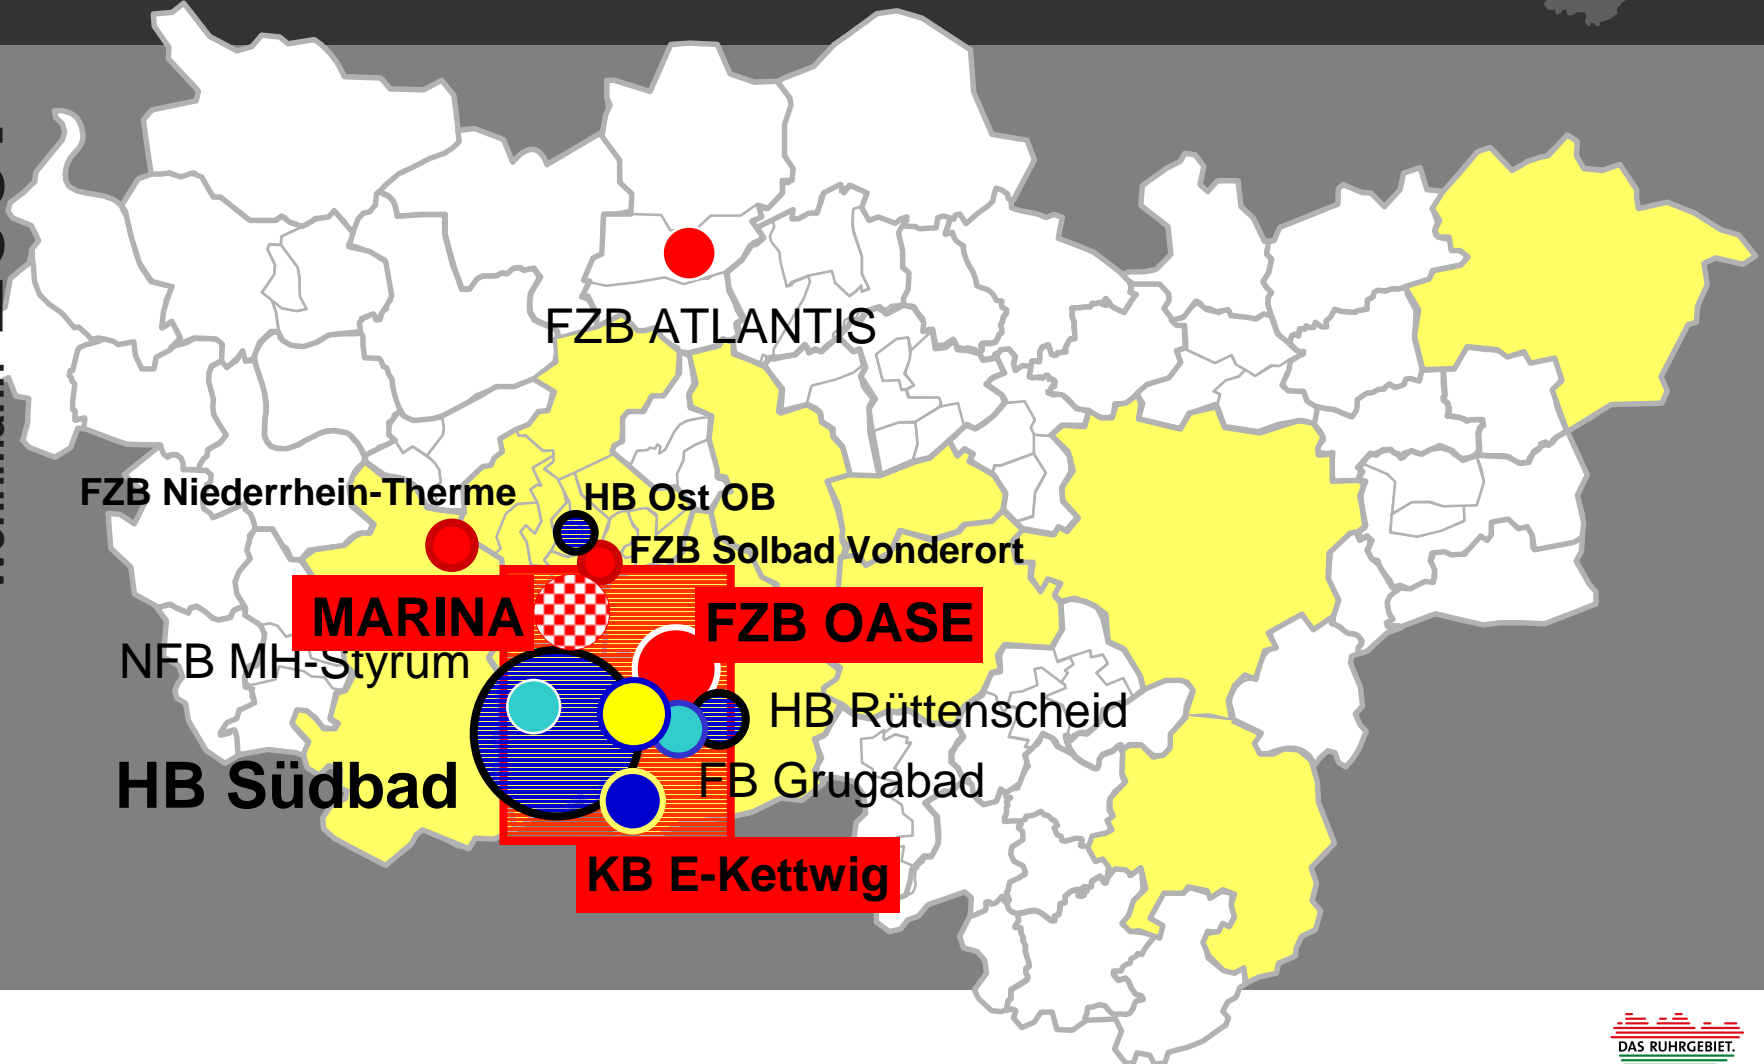 FZB ATLANTIS
FZB Niederrhein-Therme
HB Ost OB
FZB Solbad Vonderort
MARINA
FZB OASE
NFB MH-Styrum
HB Rüttenscheid
HB Südbad
FB Grugabad
KB E-Kettwig
DAS RUHRGEBIET.